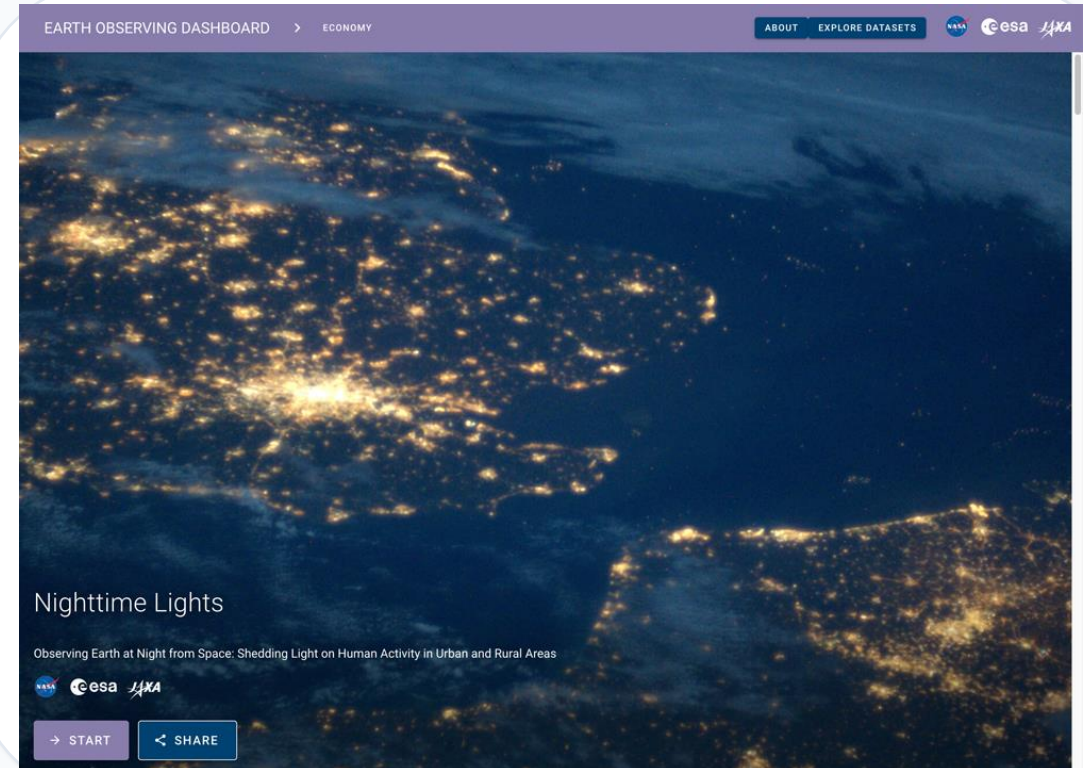 EARTH OBSERVING DASHBOARD > ECONOMY
ABOUT EXPLORE DATASETS NASA esa JAXA
Nighttime Lights
Observing Earth at Night from Space: Shedding Light on Human Activity in Urban and Rural Areas
NASA esa JAXA
→ START SHARE